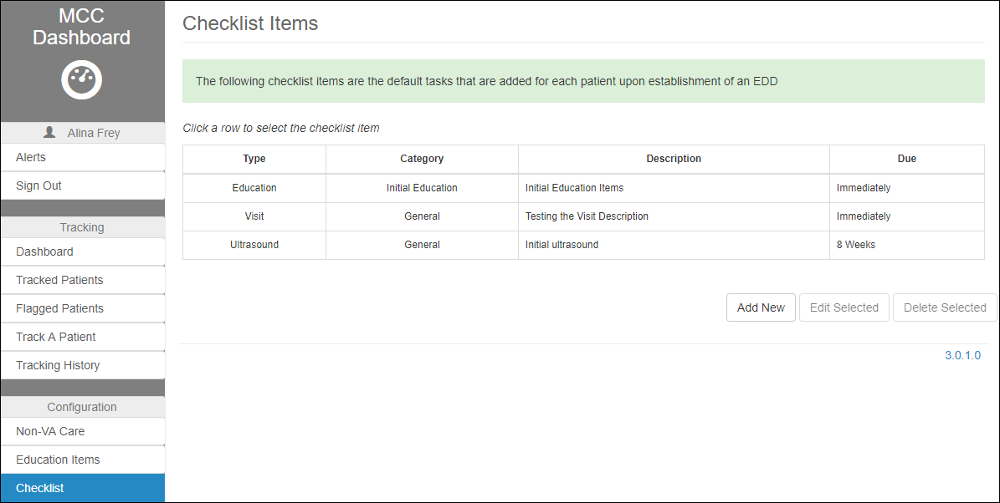 MCC
Dashboard
Alina Frey
Alerts
Sign Out
Tracking
Dashboard
Tracked Patients
Flagged Patients
Track A Patient
Tracking History
Configuration
Non-VA Care
Education Items
Checklist
Checklist Items
The following checklist items are the default tasks that are added for each patient upon establishment of an EDD
Click a row to select the checklist item
Type Category Description Due
Education Initial Education Initial Education Items Immediately
Visit General Testing the Visit Description Immediately
Ultrasound General Initial ultrasound 8 Weeks
Add New Edit Selected Delete Selected
3.0.1.0